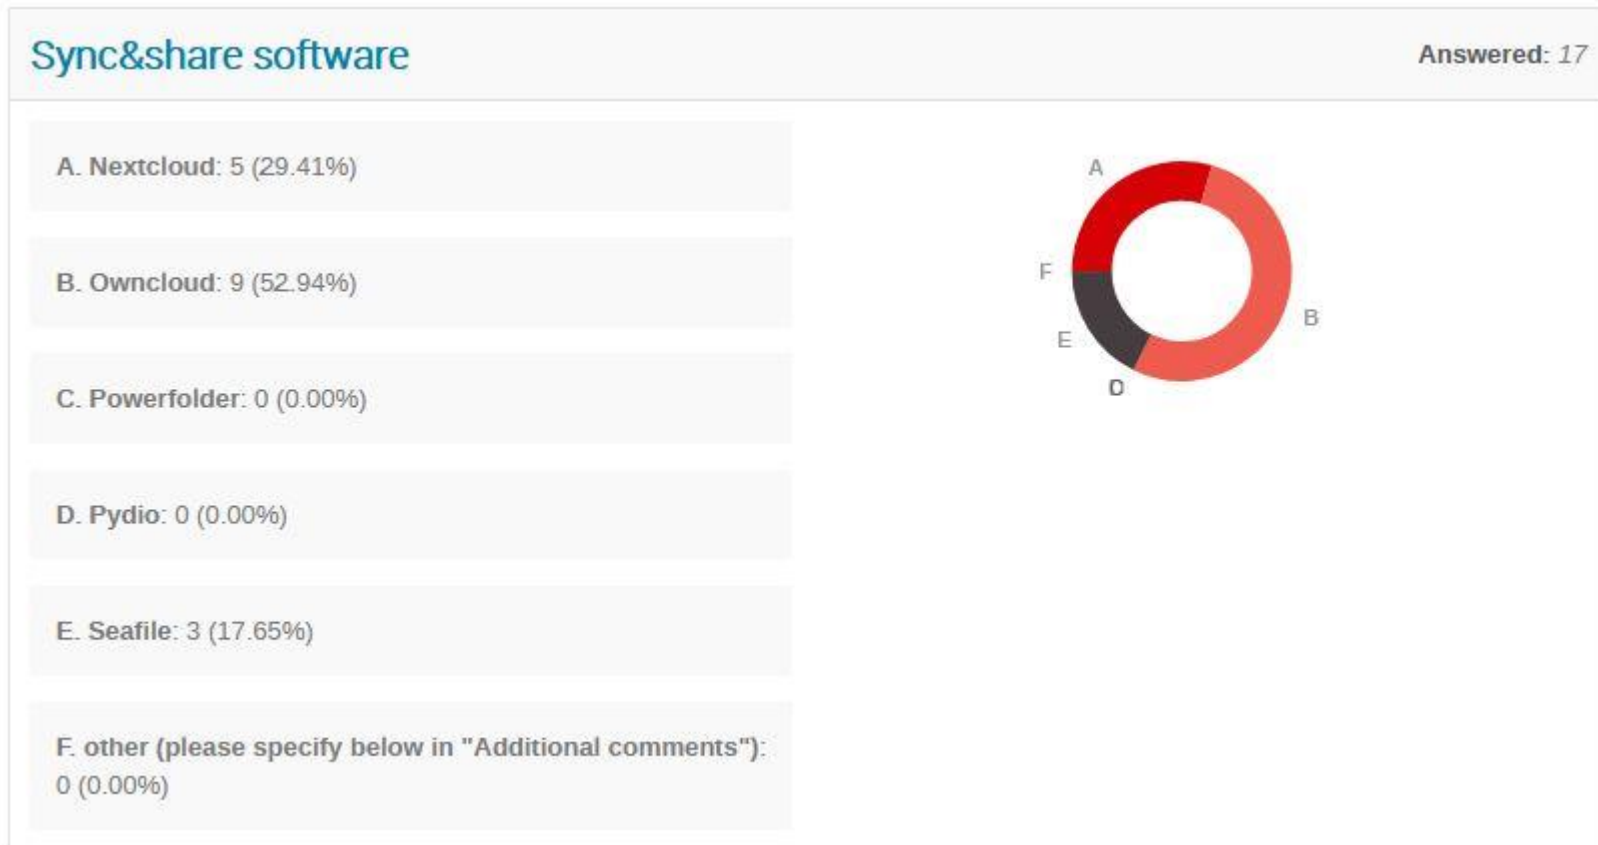 Sync&share software
Answered: 17
A. Nextcloud: 5 (29.41%)
B. Owncloud: 9 (52.94%)
C. Powerfolder: 0 (0.00%)
D. Pydio: 0 (0.00%)
E. Seafile: 3 (17.65%)
F. other (please specify below in "Additional comments"):
0 (0.00%)
A
F
B
E